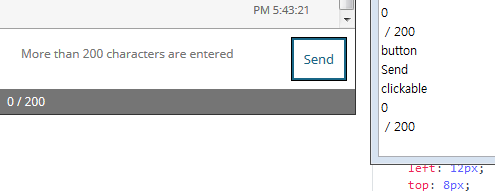 PM 5:43:21
More than 200 characters are entered
Send
0 / 200
0
/ 200
button
Send
clickable
0
/ 200
left: 12px;
top: 8px;